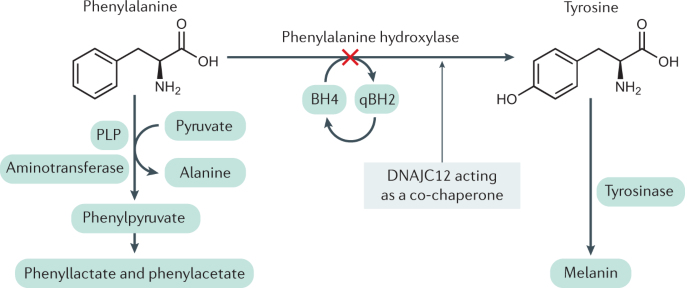 Phenylalanine
Tyrosine
O
OH
NH2
Phenylalanine hydroxylase
O
OH
NH2
HO
BH4
qBH2
PLP
Pyruvate
Aminotransferase
Alanine
DNAJC12 acting
as a co-chaperone
Tyrosinase
Phenylpyruvate
Phenyllactate and phenylacetate
Melanin